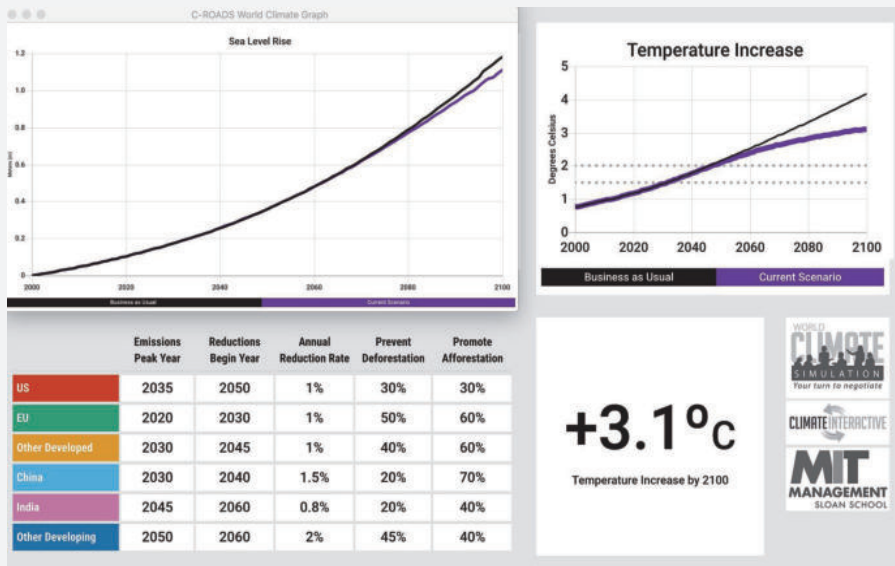 C-ROADS World Climate Graph
Sea Level Rise
1.2
1.0
0.8
0.6
0.4
0.2
0
Meters (m)
2000 2020 2040 2060 2080 2100
Business as Usual Current Scenario
Temperature Increase
5
4
3
2
1
0
Degrees Celsius
2000 2020 2040 2060 2080 2100
Business as Usual Current Scenario
Emissions Reductions Annual Prevent Promote
Peak Year Begin Year Reduction Rate Deforestation Afforestation
US 2035 2050 1% 30% 30%
EU 2020 2030 1% 50% 60%
Other Developed 2030 2045 1% 40% 60%
China 2030 2040 1.5% 20% 70%
India 2045 2060 0.8% 20% 40%
Other Developing 2050 2060 2% 45% 40%
+3.1ºC
Temperature Increase by 2100
WORLD
CLIMATE
SIMULATION
Your turn to negotiate
CLIMATE INTERACTIVE
MIT
MANAGEMENT
SLOAN SCHOOL